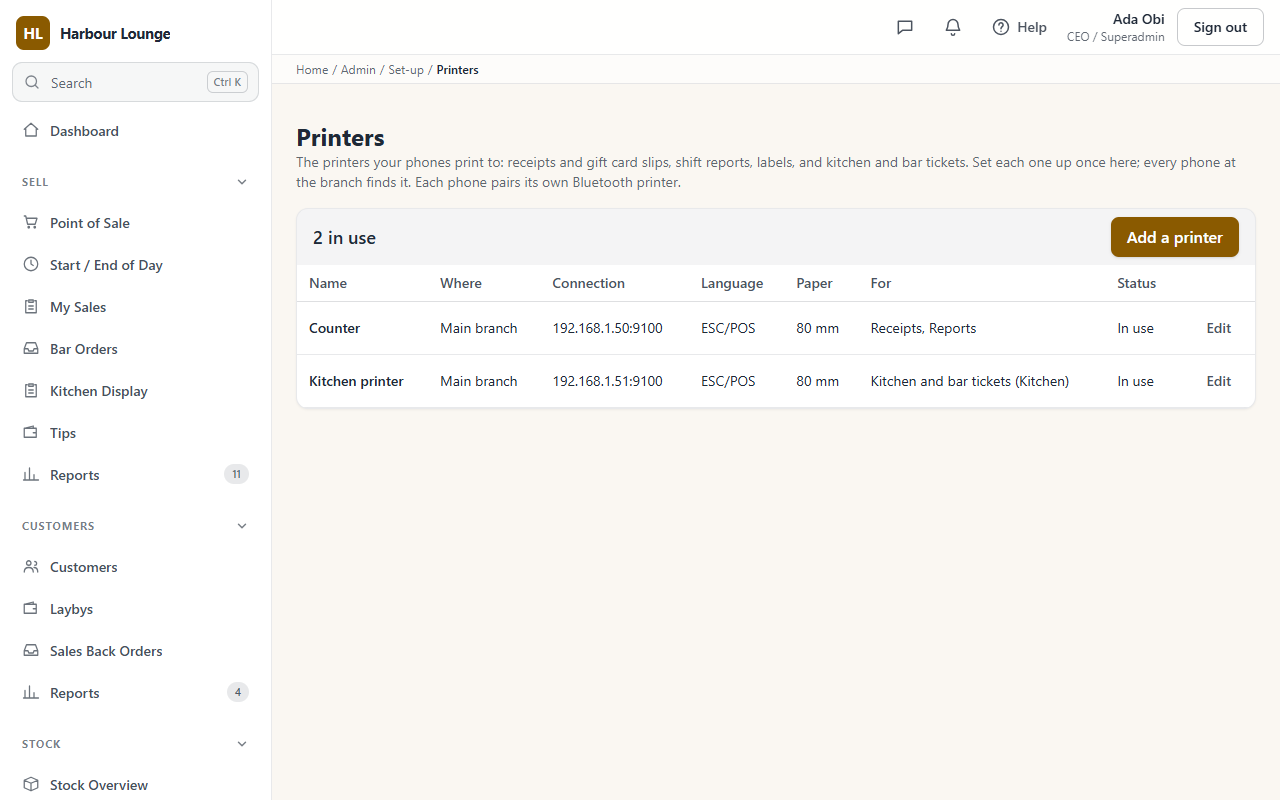 HL Harbour Lounge
Search Ctrl K
Dashboard
SELL
Point of Sale
Start / End of Day
My Sales
Bar Orders
Kitchen Display
Tips
Reports 11
CUSTOMERS
Customers
Laybys
Sales Back Orders
Reports 4
STOCK
Stock Overview
Help
Ada Obi
CEO / Superadmin
Sign out
Home / Admin / Set-up / Printers
Printers
The printers your phones print to: receipts and gift card slips, shift reports, labels, and kitchen and bar tickets. Set each one up once here; every phone at
the branch finds it. Each phone pairs its own Bluetooth printer.
2 in use Add a printer
Name Where Connection Language Paper For Status
Counter Main branch 192.168.1.50:9100 ESC/POS 80 mm Receipts, Reports In use Edit
Kitchen printer Main branch 192.168.1.51:9100 ESC/POS 80 mm Kitchen and bar tickets (Kitchen) In use Edit